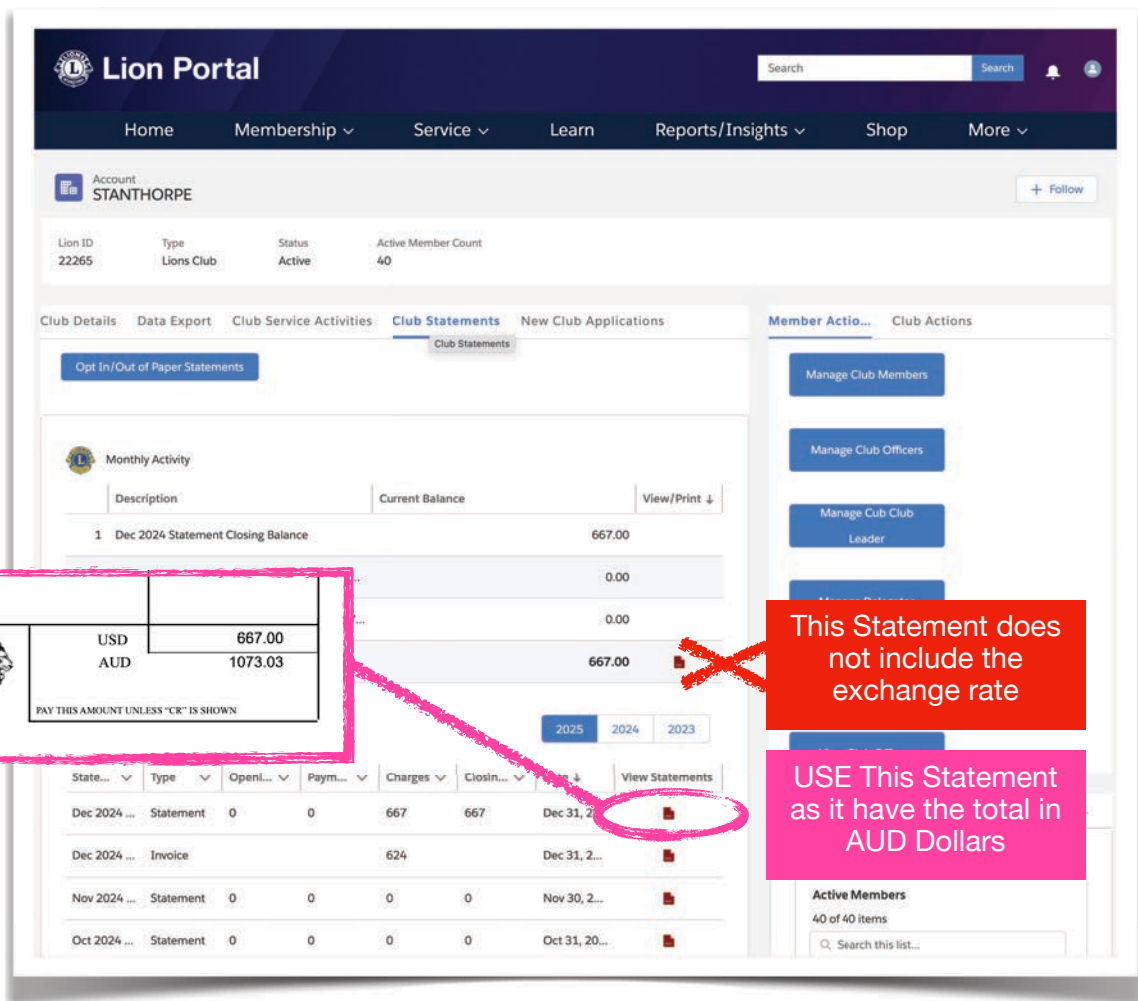 Lion Portal
Search
Search
Home Membership Service Learn Reports/Insights Shop More
Account
STANTHORPE
+ Follow
Lion ID Type Status Active Member Count
22265 Lions Club Active 40
Club Details Data Export Club Service Activities Club Statements New Club Applications
Club Statements
Member Actio... Club Actions
Opt In/Out of Paper Statements
Manage Club Members
Manage Club Officers
Manage Cub Club
Leader
Monthly Activity
Description Current Balance View/Print ↓
1 Dec 2024 Statement Closing Balance 667.00
... 0.00
... 0.00
667.00
USD 667.00
AUD 1073.03
PAY THIS AMOUNT UNLESS "CR" IS SHOWN
This Statement does
not include the
exchange rate
2025 2024 2023
USE This Statement
as it have the total in
AUD Dollars
State... Type Openi... Paym... Charges Closin... View Statements
Dec 2024 ... Statement 0 0 667 667 Dec 31, 2...
Dec 2024 ... Invoice 624 Dec 31, 2...
Nov 2024 ... Statement 0 0 0 0 Nov 30, 2...
Oct 2024 ... Statement 0 0 0 0 Oct 31, 20...
Active Members
40 of 40 items
Search this list...